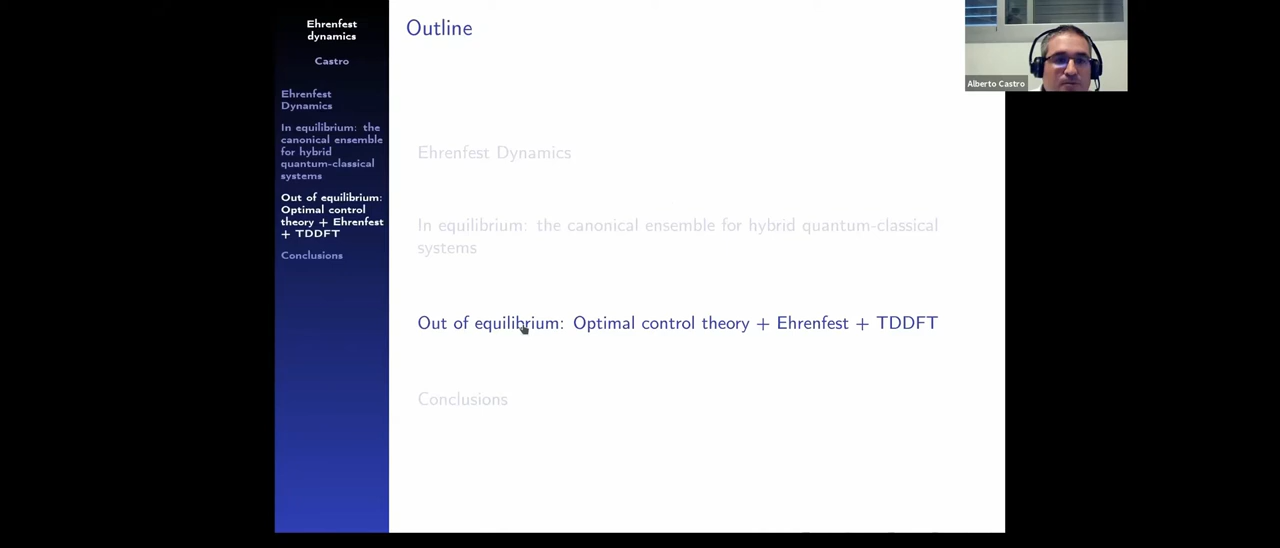 Ehrenfest
dynamics
Castro
Ehrenfest
Dynamics
In equilibrium: the
canonical ensemble
for hybrid
quantum-classical
systems
Out of equilibrium:
Optimal control
theory + Ehrenfest
+ TDDFT
Conclusions
Outline
Ehrenfest Dynamics
In equilibrium: the canonical ensemble for hybrid quantum-classical
systems
Out of equilibrium: Optimal control theory + Ehrenfest + TDDFT
Conclusions
Alberto Castro